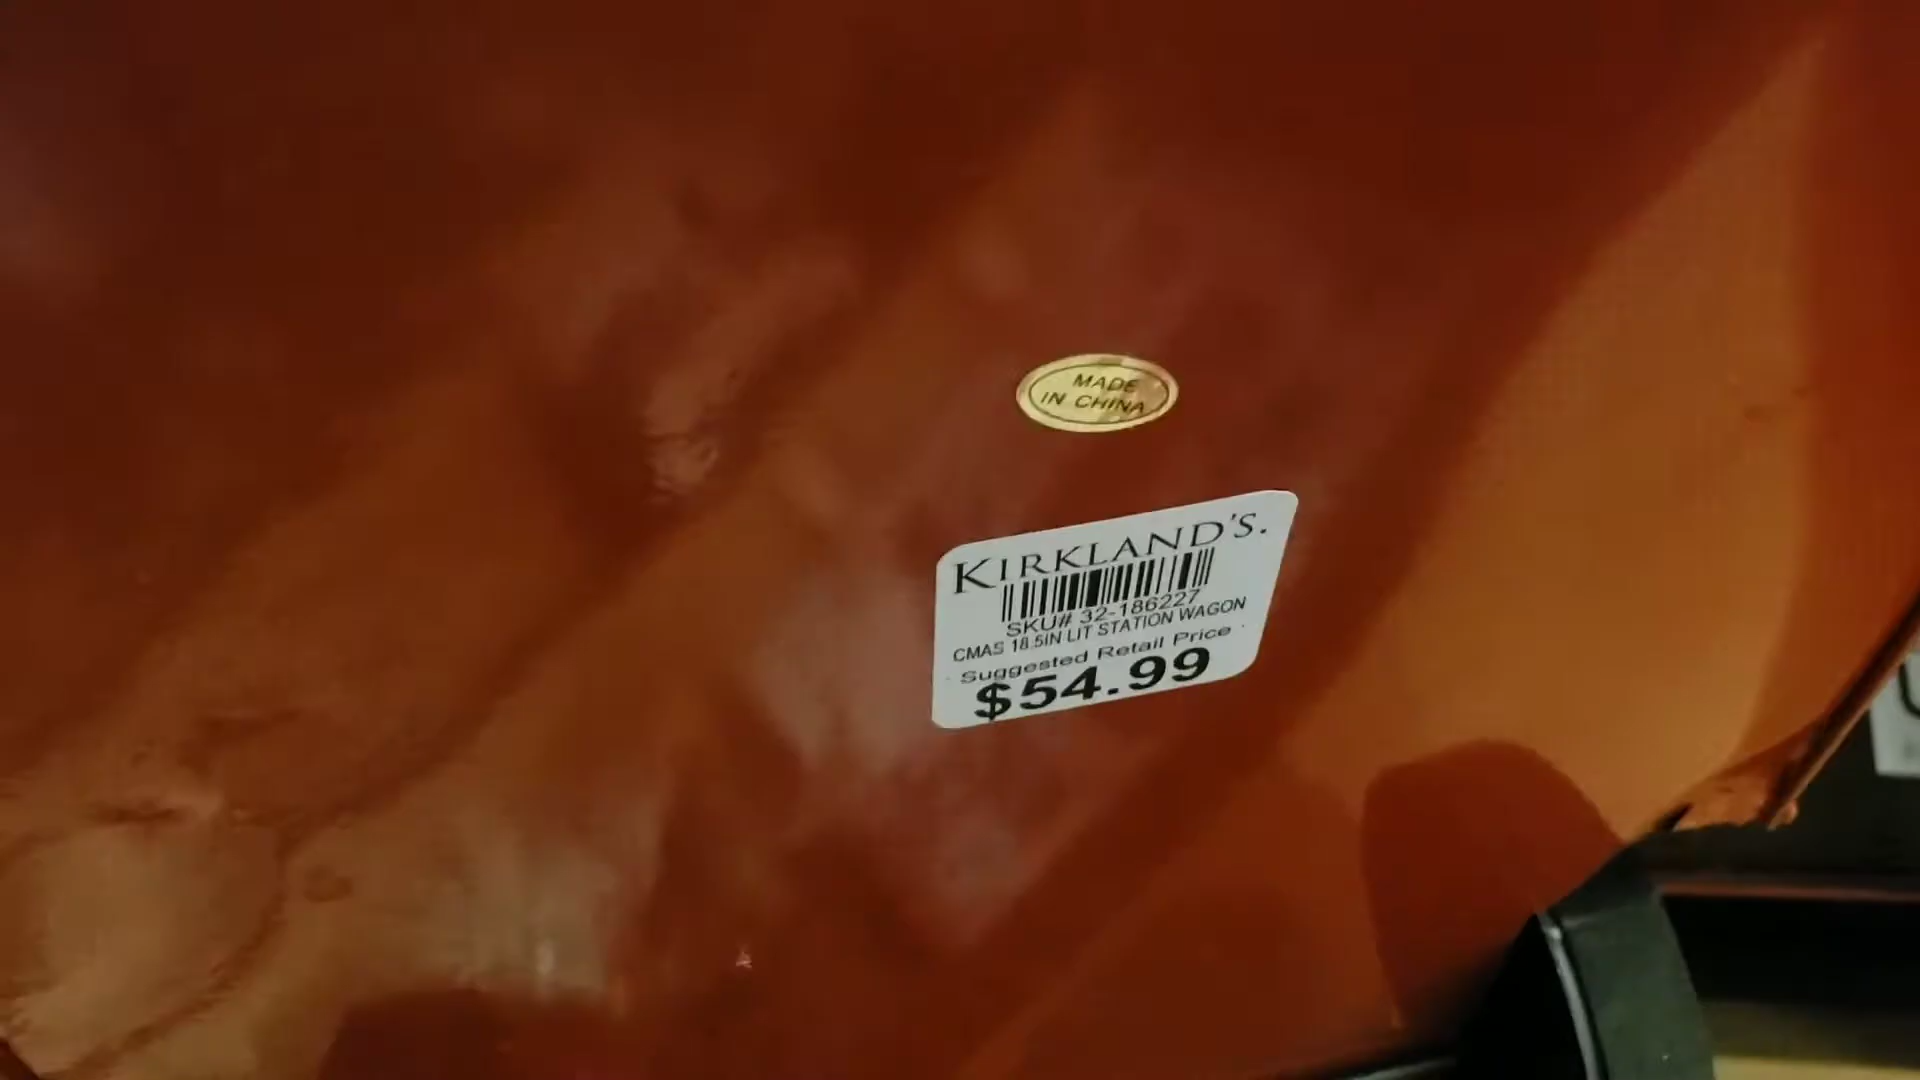 MADE
IN CHINA
KIRKLAND'S.
SKU# 32-186227
CMAS 18.5IN LIT STATION WAGON
Suggested Retail Price
$54.99